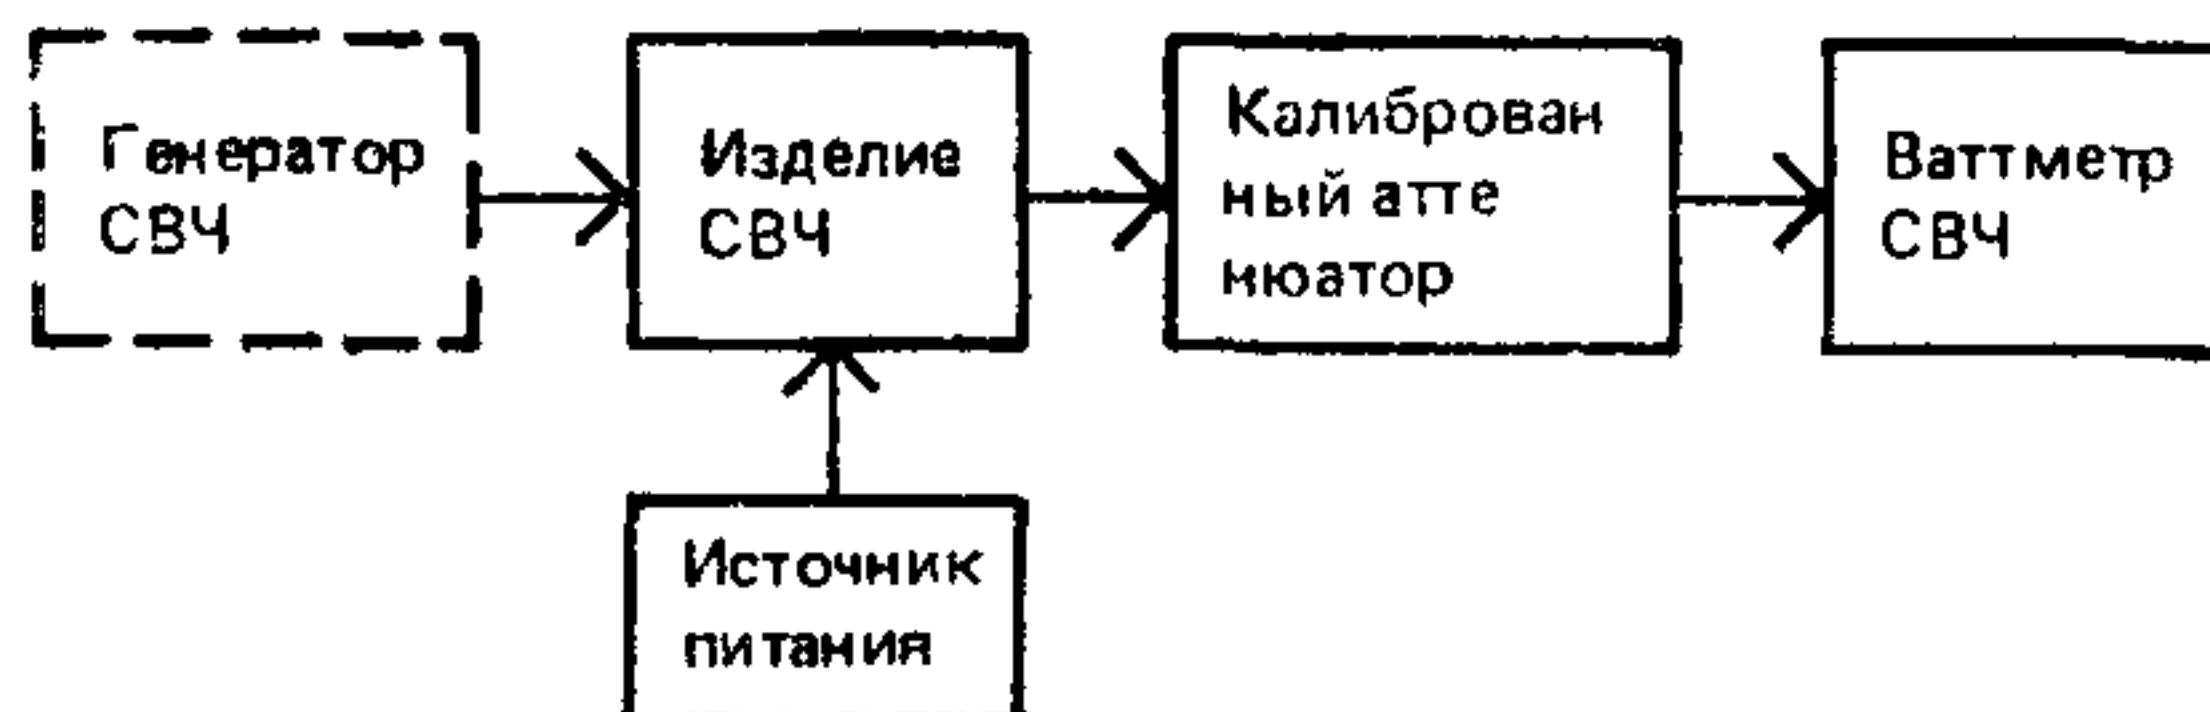 Генератор
СВЧ
Изделие
СВЧ
Калиброван
ный атте
нюатор
Ваттметр
СВЧ
Источник
питания